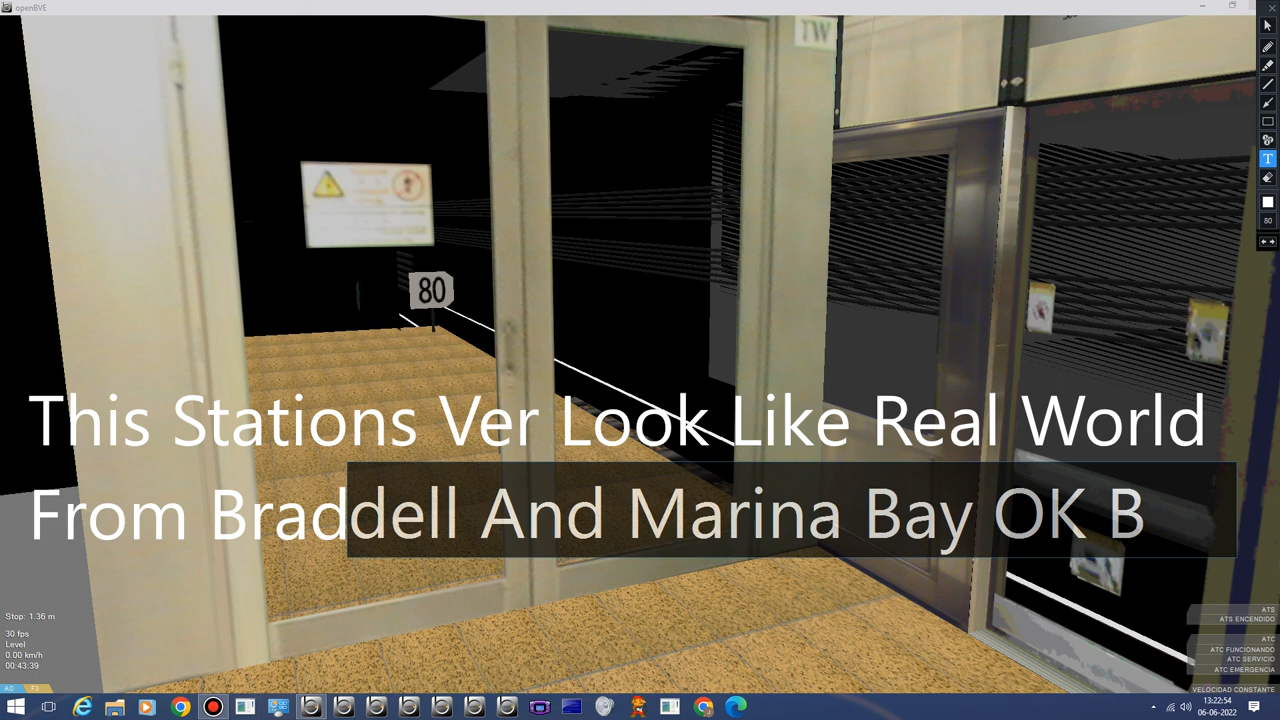 openBVE
TW
80
This Stations Ver Look Like Real World
From Braddell And Marina Bay OK B
80
Stop: 1.36 m
30 fps
Level
0.00 km/h
00:43:39
ATS
ATS ENCENDIDO
ATC
ATC FUNCIONANDO
ATC SERVICIO
ATC EMERGENCIA
VELOCIDAD CONSTANTE
AD
T
13:22:54
06-06-2022